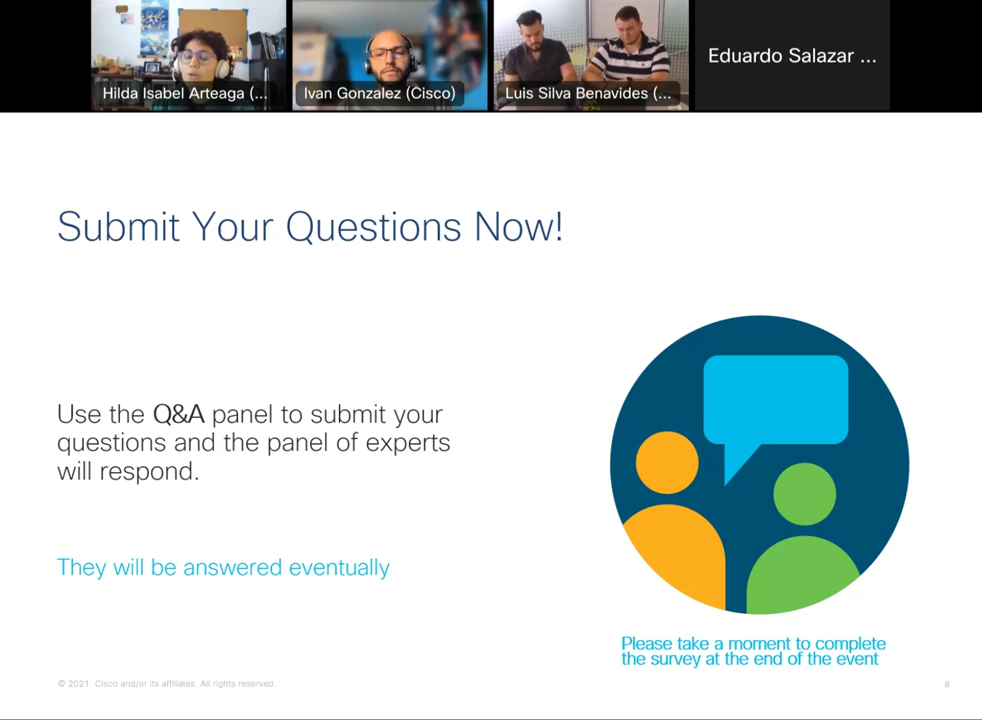 Hilda Isabel Arteaga (...
Ivan Gonzalez (Cisco)
Luis Silva Benavides (...
Eduardo Salazar ...
Submit Your Questions Now!
Use the Q&A panel to submit your
questions and the panel of experts
will respond.
They will be answered eventually
Please take a moment to complete
the survey at the end of the event
© 2021 Cisco and/or its affiliates. All rights reserved.
8